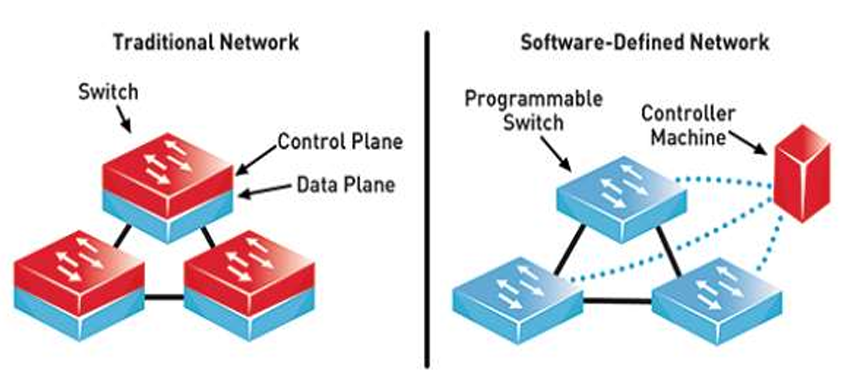 Traditional Network
Software-Defined Network
Switch
Control Plane
Data Plane
Programmable
Switch
Controller
Machine